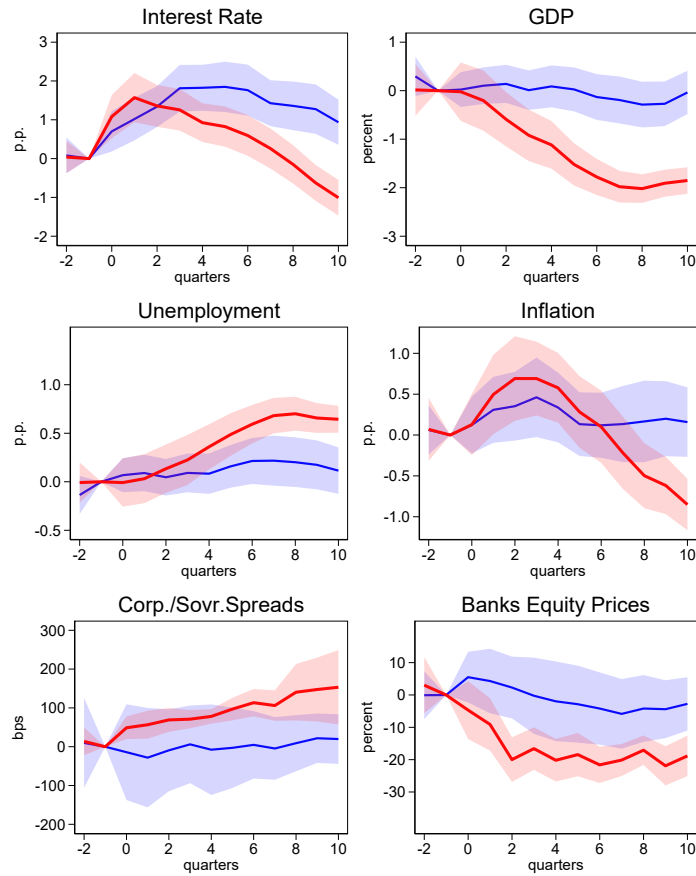 Interest Rate
p.p.
3
2
1
0
-1
-2
-2 0 2 4 6 8 10
quarters
GDP
percent
1
0
-1
-2
-3
-2 0 2 4 6 8 10
quarters
Unemployment
p.p.
1.0
0.5
0.0
-0.5
-2 0 2 4 6 8 10
quarters
Inflation
p.p.
1.0
0.5
0.0
-0.5
-1.0
-2 0 2 4 6 8 10
quarters
Corp./Sovr.Spreads
bps
300
200
100
0
-100
-200
-2 0 2 4 6 8 10
quarters
Banks Equity Prices
percent
10
0
-10
-20
-30
-2 0 2 4 6 8 10
quarters